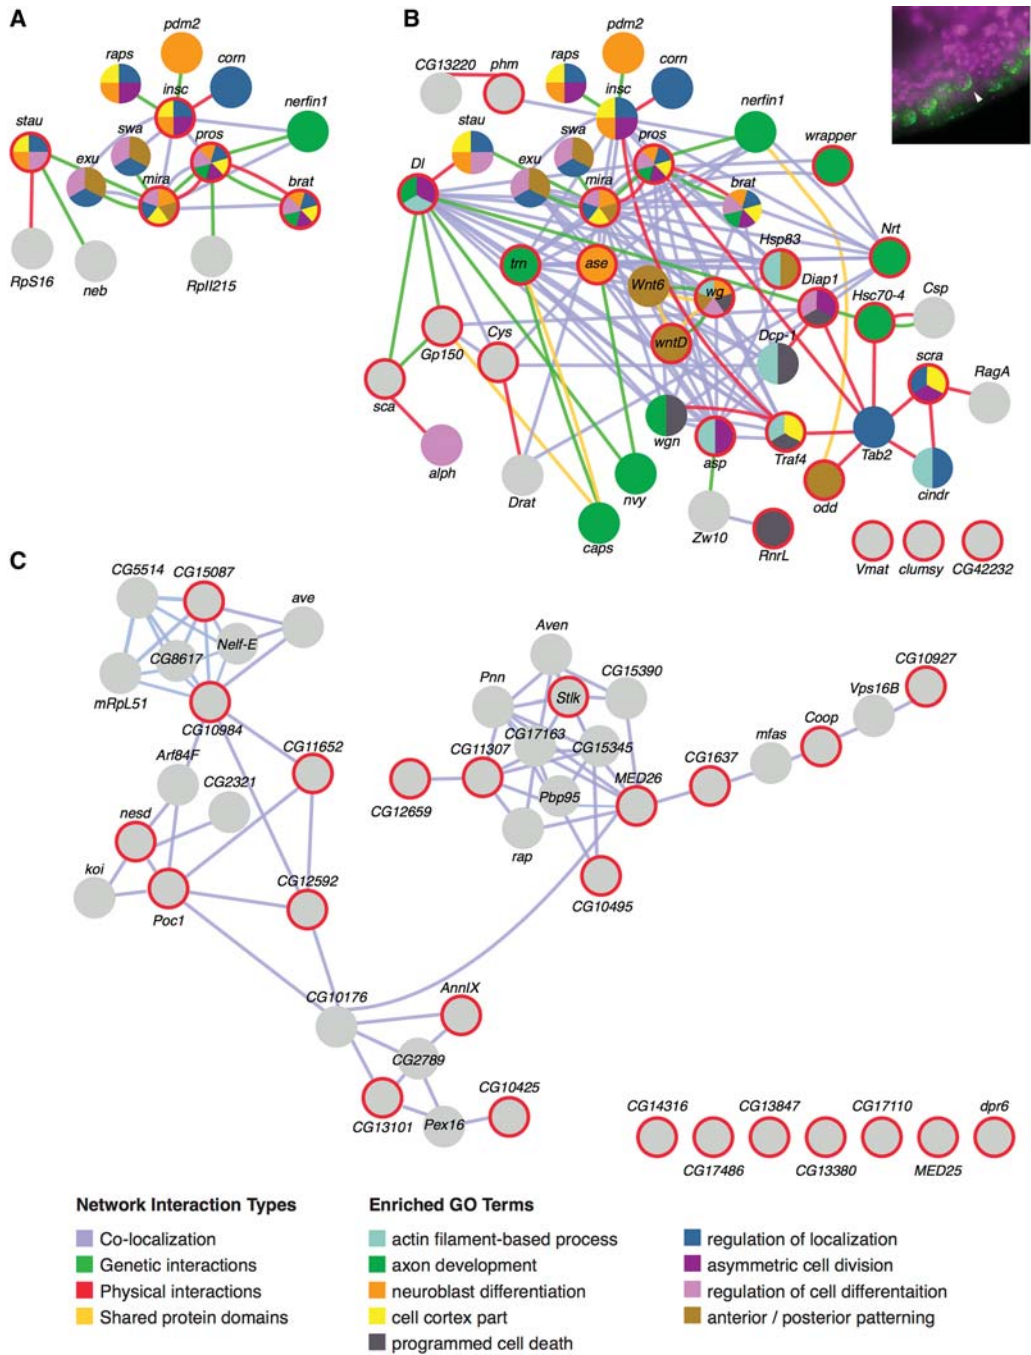 A
pdm2
raps
corn
insc
nerfin1
stau
swa
pros
exu
mira
brat
RpS16
neb
RpII215
B
pdm2
CG13220
phm
raps
corn
insc
nerfin1
stau
swa
pros
wrapper
Dl
exu
mira
brat
Nrt
Hsp83
trn
ase
Wnt6
wg
Diap1
Hsc70-4
Csp
Gp150
Cys
wntD
Dcp-1
scra
RagA
sca
wgn
alph
asp
Traf4
Tab2
cindr
Drat
nvy
odd
caps
Zw10
RnrL
Vmat
clumsy
CG42232
C
CG5514
CG15087
ave
Nelf-E
CG8617
mRpL51
CG10984
Arf84F
CG11652
CG2321
nesd
koi
Poc1
CG12592
Aven
Pnn
Stlk
CG15390
CG17163
CG15345
CG11307
MED26
CG12659
Pbp95
rap
CG10495
CG1637
mfas
Coop
Vps16B
CG10927
CG10176
AnnIX
CG2789
CG13101
Pex16
CG10425
CG14316
CG13847
CG17110
dpr6
CG17486
CG13380
MED25
Network Interaction Types
Co-localization
Genetic interactions
Physical interactions
Shared protein domains
Enriched GO Terms
actin filament-based process
axon development
neuroblast differentiation
cell cortex part
programmed cell death
regulation of localization
asymmetric cell division
regulation of cell differentaition
anterior / posterior patterning